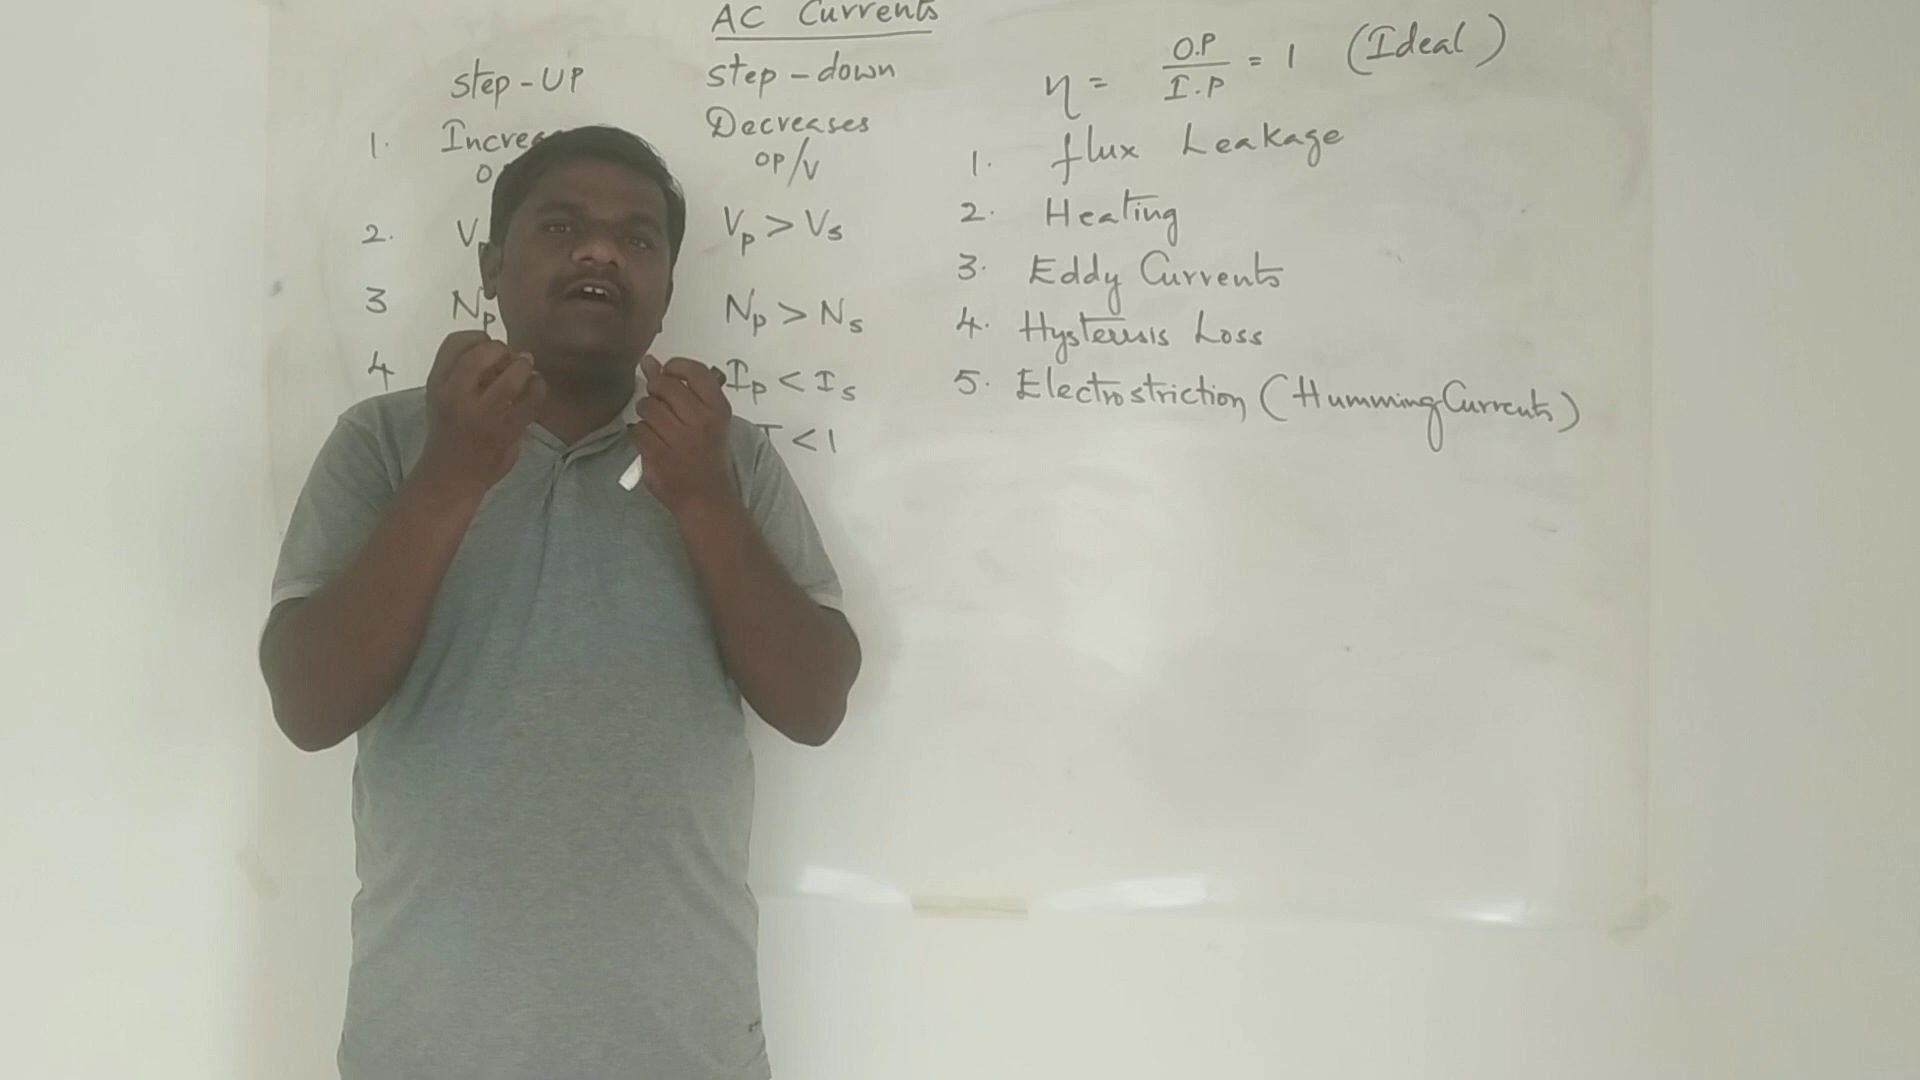 AC Currents
Step-UP
1.
2.
3
Np
4
Step-down
Decreases
OP/V
Vp > Vs
Np > Ns
Ip < Is
T < 1
η = O.P / I.P = 1 (Ideal)
1. flux Leakage
2. Heating
3. Eddy Currents
4. Hysteresis Loss
5. Electrostriction (Humming Currents)